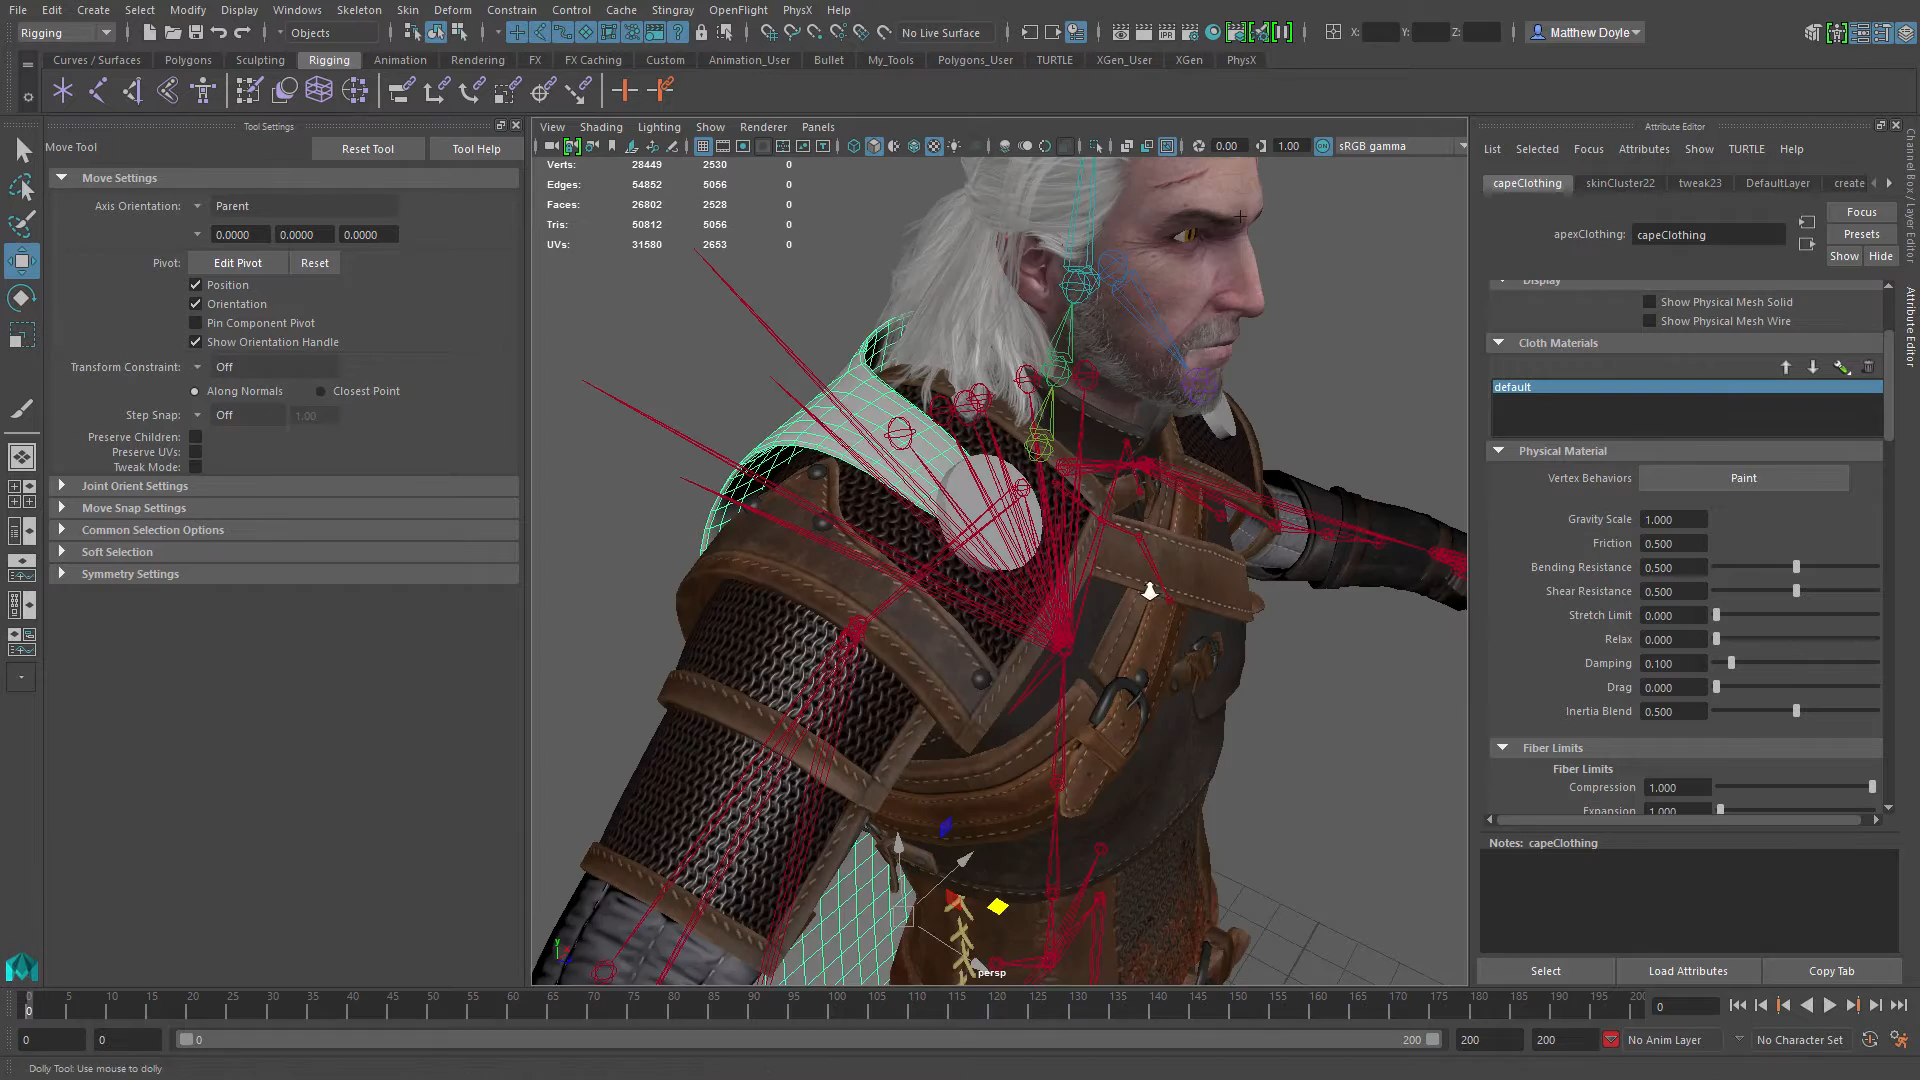 File Edit Create Select Modify Display Windows Skeleton Skin Deform Constrain Control Cache Stingray OpenFlight PhysX Help
Rigging Objects No Live Surface X: Y: Z: Matthew Doyle
Curves / Surfaces Polygons Sculpting Rigging Animation Rendering FX FX Caching Custom Animation_User Bullet My_Tools Polygons_User TURTLE XGen_User XGen PhysX
Tool Settings
Move Tool Reset Tool Tool Help
Move Settings
Axis Orientation: Parent
0.0000 0.0000 0.0000
Pivot: Edit Pivot Reset
Position
Orientation
Pin Component Pivot
Show Orientation Handle
Transform Constraint: Off
Along Normals Closest Point
Step Snap: Off 1.00
Preserve Children:
Preserve UVs:
Tweak Mode:
Joint Orient Settings
Move Snap Settings
Common Selection Options
Soft Selection
Symmetry Settings
View Shading Lighting Show Renderer Panels
0.00 1.00 sRGB gamma
Verts: 28449 2530 0
Edges: 54852 5056 0
Faces: 26802 2528 0
Tris: 50812 5056 0
UVs: 31580 2653 0
persp
Attribute Editor
List Selected Focus Attributes Show TURTLE Help
capeClothing skinCluster22 tweak23 DefaultLayer create
apexClothing: capeClothing
Focus
Presets
Show Hide
Display
Show Physical Mesh Solid
Show Physical Mesh Wire
Cloth Materials
default
Physical Material
Vertex Behaviors Paint
Gravity Scale 1.000
Friction 0.500
Bending Resistance 0.500
Shear Resistance 0.500
Stretch Limit 0.000
Relax 0.000
Damping 0.100
Drag 0.000
Inertia Blend 0.500
Fiber Limits
Fiber Limits
Compression 1.000
Expansion 1.000
Notes: capeClothing
Select Load Attributes Copy Tab
Channel Box / Layer Editor
Attribute Editor
0 5 10 15 20 25 30 35 40 45 50 55 60 65 70 75 80 85 90 95 100 105 110 115 120 125 130 135 140 145 150 155 160 165 170 175 180 185 190 195 200
0 0
0 0 0 200 200 200 No Anim Layer No Character Set
Dolly Tool: Use mouse to dolly